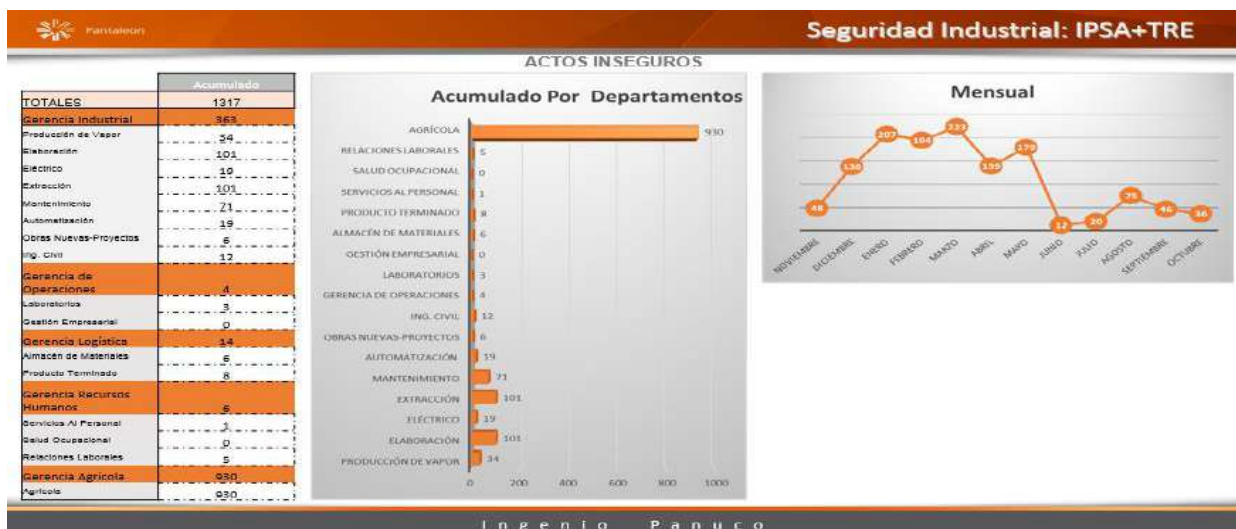 Pantaleon
Seguridad Industrial: IPSA+TRE
ACTOS INSEGUROS
Acumulado
TOTALES 1317
Gerencia Industrial 363
Producción de Vapor 54
Elaboración 101
Eléctrico 19
Extracción 101
Mantenimiento 71
Automatización 19
Obras Nuevas-Proyectos 6
Ing. Civil 12
Gerencia de
Operaciones 4
Laboratorios 3
Gestión Empresarial 0
Gerencia Logística 14
Almacén de Materiales 6
Producto Terminado 8
Gerencia Recursos
Humanos 6
Servicios Al Personal 1
Salud Ocupacional 0
Relaciones Laborales 5
Gerencia Agrícola 930
Agrícola 930
Acumulado Por Departamentos
AGRÍCOLA 930
RELACIONES LABORALES 5
SALUD OCUPACIONAL 0
SERVICIOS AL PERSONAL 1
PRODUCTO TERMINADO 8
ALMACÉN DE MATERIALES 6
GESTIÓN EMPRESARIAL 0
LABORATORIOS 3
GERENCIA DE OPERACIONES 4
ING. CIVIL 12
OBRAS NUEVAS-PROYECTOS 6
AUTOMATIZACIÓN 19
MANTENIMIENTO 71
EXTRACCIÓN 101
ELÉCTRICO 19
ELABORACIÓN 101
PRODUCCIÓN DE VAPOR 34
0 200 400 600 800 1000
Mensual
48 207 223 179 12 20 75 46 36
NOVIEMBRE DICIEMBRE ENERO FEBRERO MARZO ABRIL MAYO JUNIO JULIO AGOSTO SEPTIEMBRE OCTUBRE
Ingenio Panuco